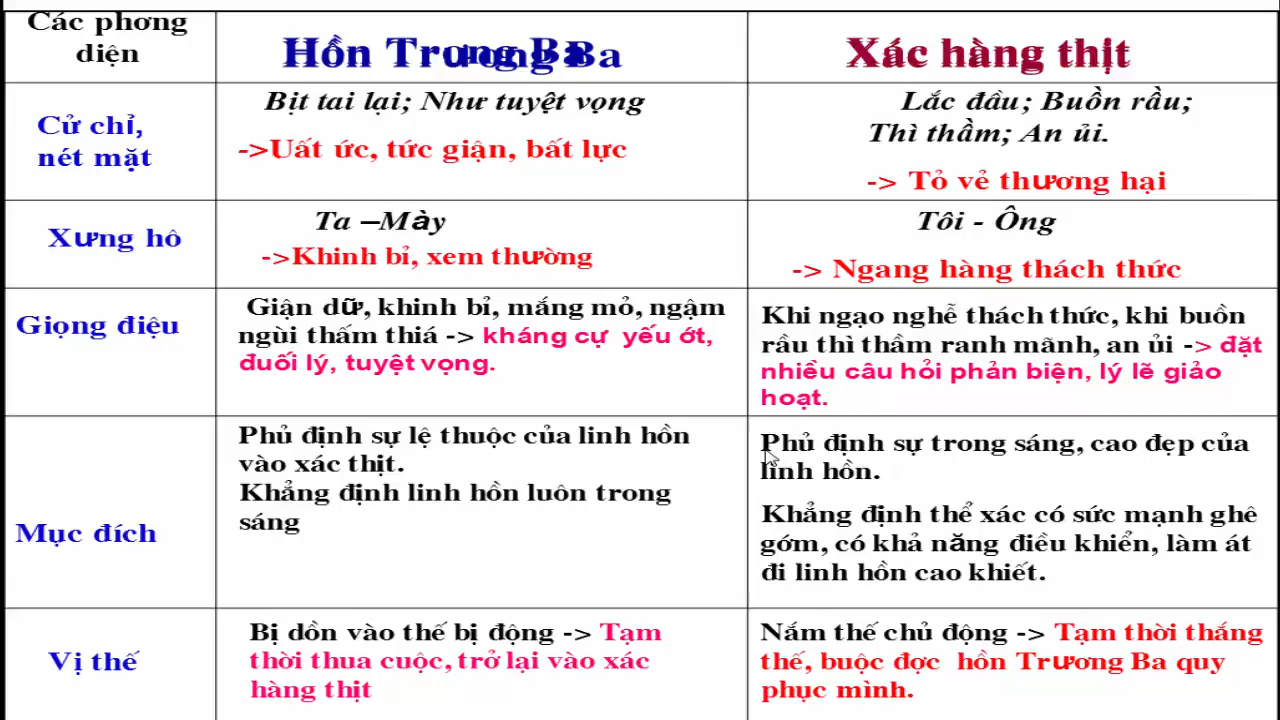 Các phơng
diện
Hồn Trương Ba
Xác hàng thịt
Cử chỉ,
nét mặt
Bịt tai lại; Như tuyệt vọng
->Uất ức, tức giận, bất lực
Lắc đầu; Buồn rầu;
Thì thầm; An ủi.
-> Tỏ vẻ thương hại
Xưng hô
Ta –Mày
->Khinh bỉ, xem thường
Tôi - Ông
-> Ngang hàng thách thức
Giọng điệu
Giận dữ, khinh bỉ, mắng mỏ, ngậm
ngùi thấm thiá -> kháng cự yếu ớt,
đuối lý, tuyệt vọng.
Khi ngạo nghễ thách thức, khi buồn
rầu thì thầm ranh mãnh, an ủi -> đặt
nhiều câu hỏi phản biện, lý lẽ giảo
hoạt.
Mục đích
Phủ định sự lệ thuộc của linh hồn
vào xác thịt.
Khẳng định linh hồn luôn trong
sáng
Phủ định sự trong sáng, cao đẹp của
linh hồn.
Khẳng định thể xác có sức mạnh ghê
gớm, có khả năng điều khiển, làm át
đi linh hồn cao khiết.
Vị thế
Bị dồn vào thế bị động -> Tạm
thời thua cuộc, trở lại vào xác
hàng thịt
Nắm thế chủ động -> Tạm thời thắng
thế, buộc đợc hồn Trương Ba quy
phục mình.